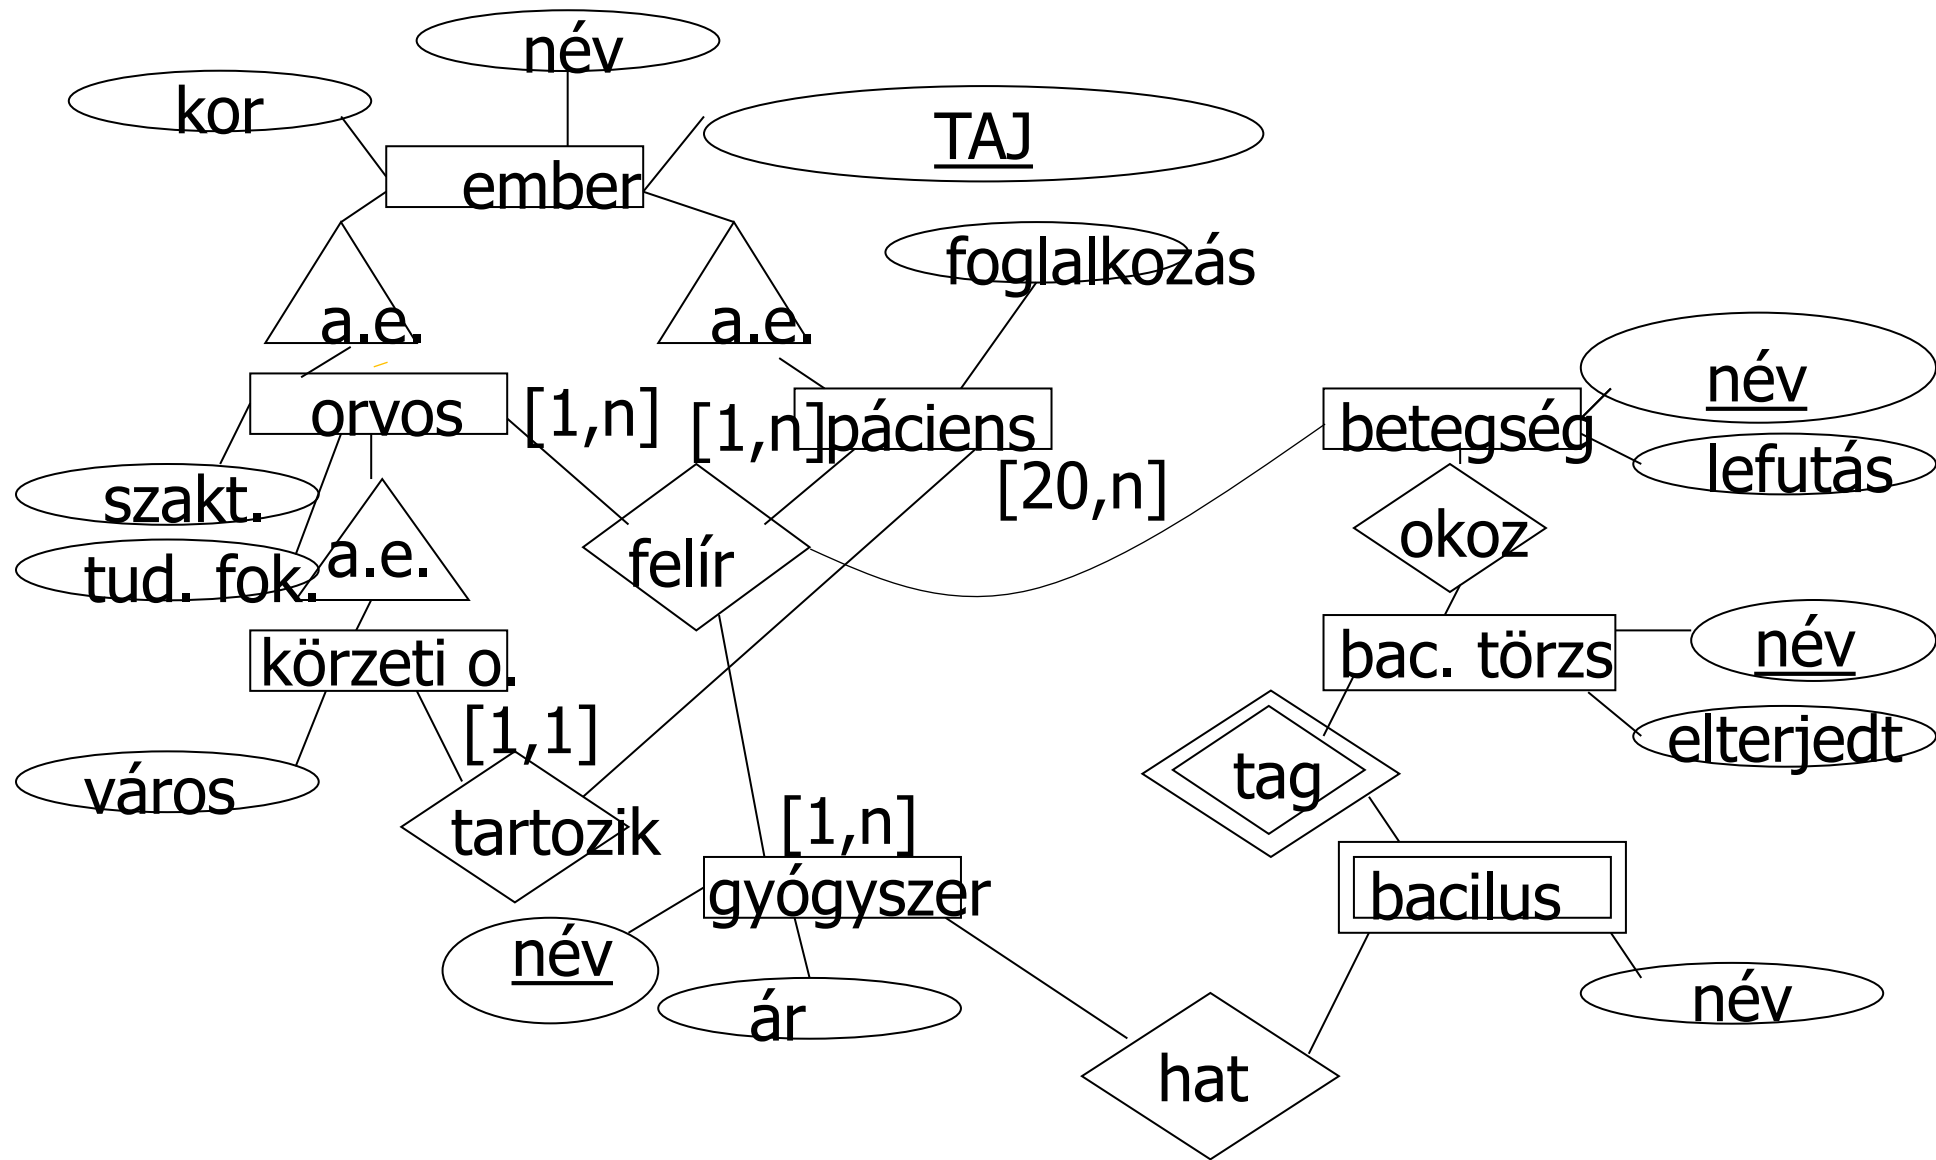 név
kor
TAJ
ember
foglalkozás
a.e.
a.e.
név
orvos
[1,n]
[1,n]
páciens
betegség
lefutás
[20,n]
szakt.
okoz
tud. fok.
a.e.
felír
körzeti o.
bac. törzs
név
[1,1]
elterjedt
város
tag
tartozik
[1,n]
gyógyszer
bacilus
név
ár
név
hat